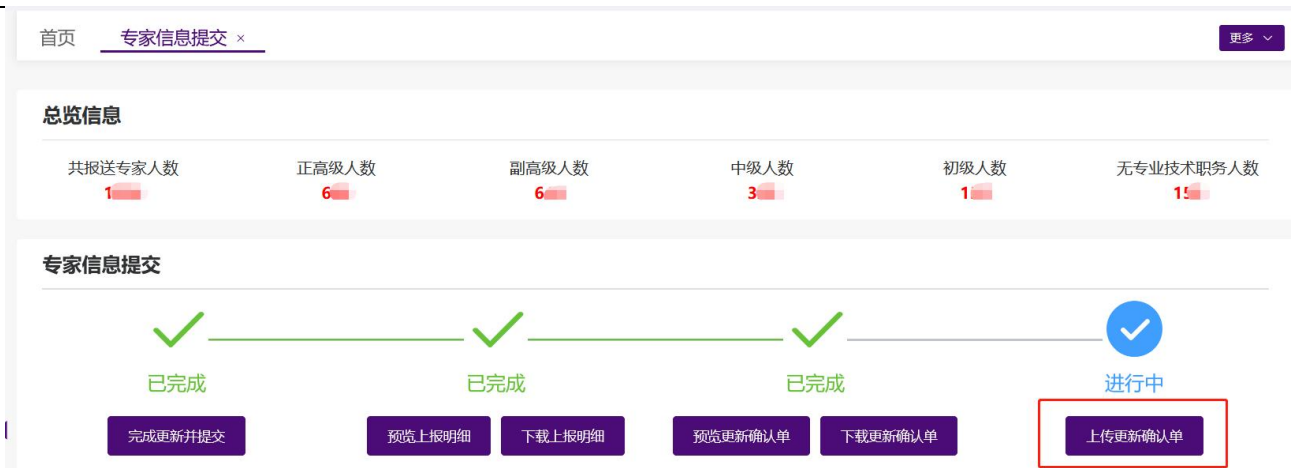 首页 专家信息提交 × 更多
总览信息
共报送专家人数 正高级人数 副高级人数 中级人数 初级人数 无专业技术职务人数
专家信息提交
已完成 已完成 已完成 进行中
完成更新并提交 预览上报明细 下载上报明细 预览更新确认单 下载更新确认单 上传更新确认单